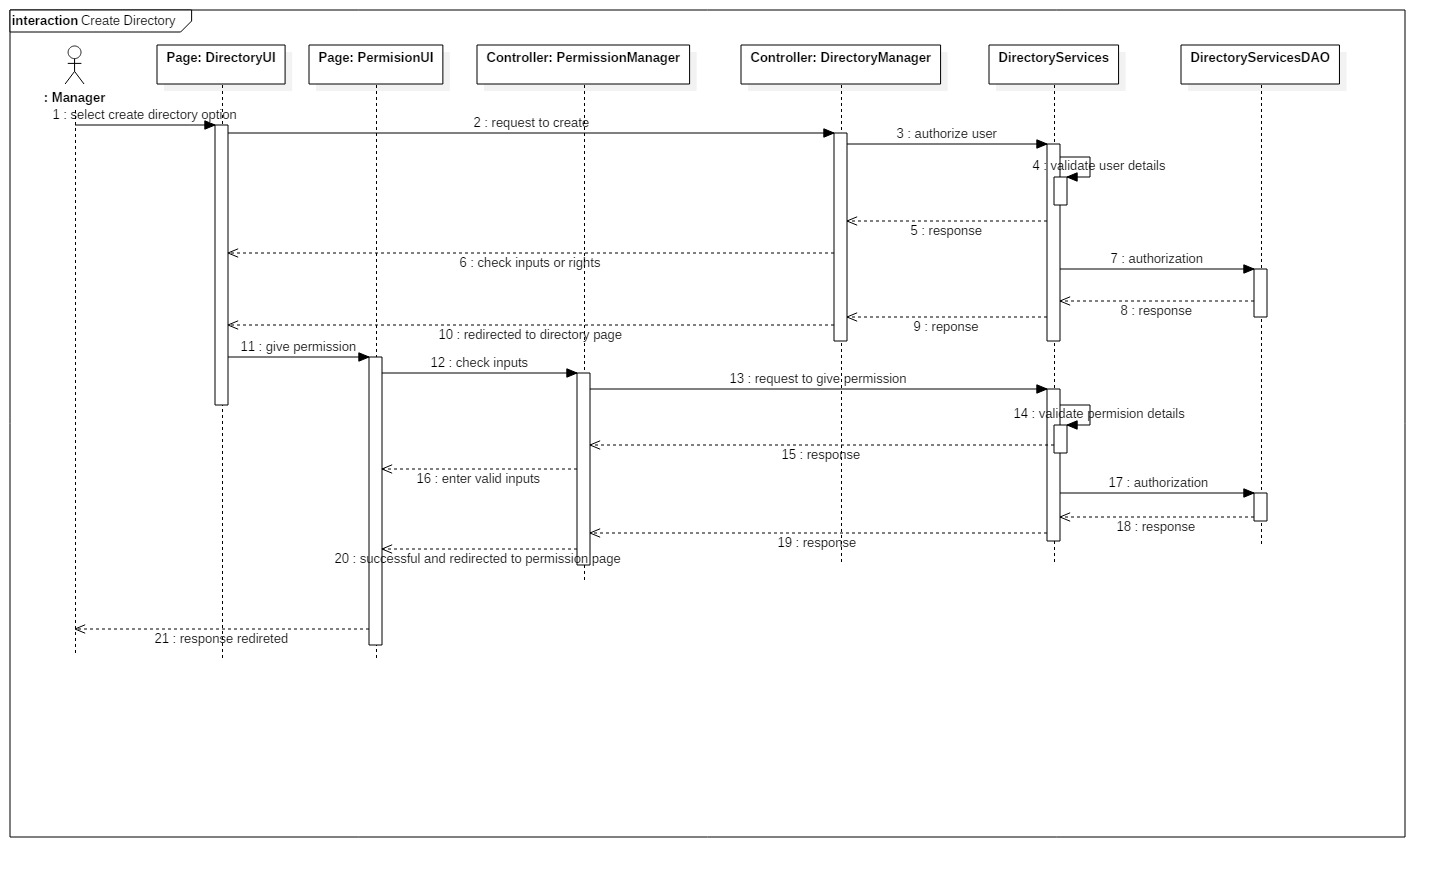 interaction Create Directory
Page: DirectoryUI
Page: PermisionUI
Controller: PermissionManager
Controller: DirectoryManager
DirectoryServices
DirectoryServicesDAO
: Manager
1 : select create directory option
2 : request to create
3 : authorize user
4 : validate user details
5 : response
6 : check inputs or rights
7 : authorization
8 : response
9 : reponse
10 : redirected to directory page
11 : give permission
12 : check inputs
13 : request to give permission
14 : validate permision details
15 : response
16 : enter valid inputs
17 : authorization
18 : response
19 : response
20 : successful and redirected to permission page
21 : response redireted